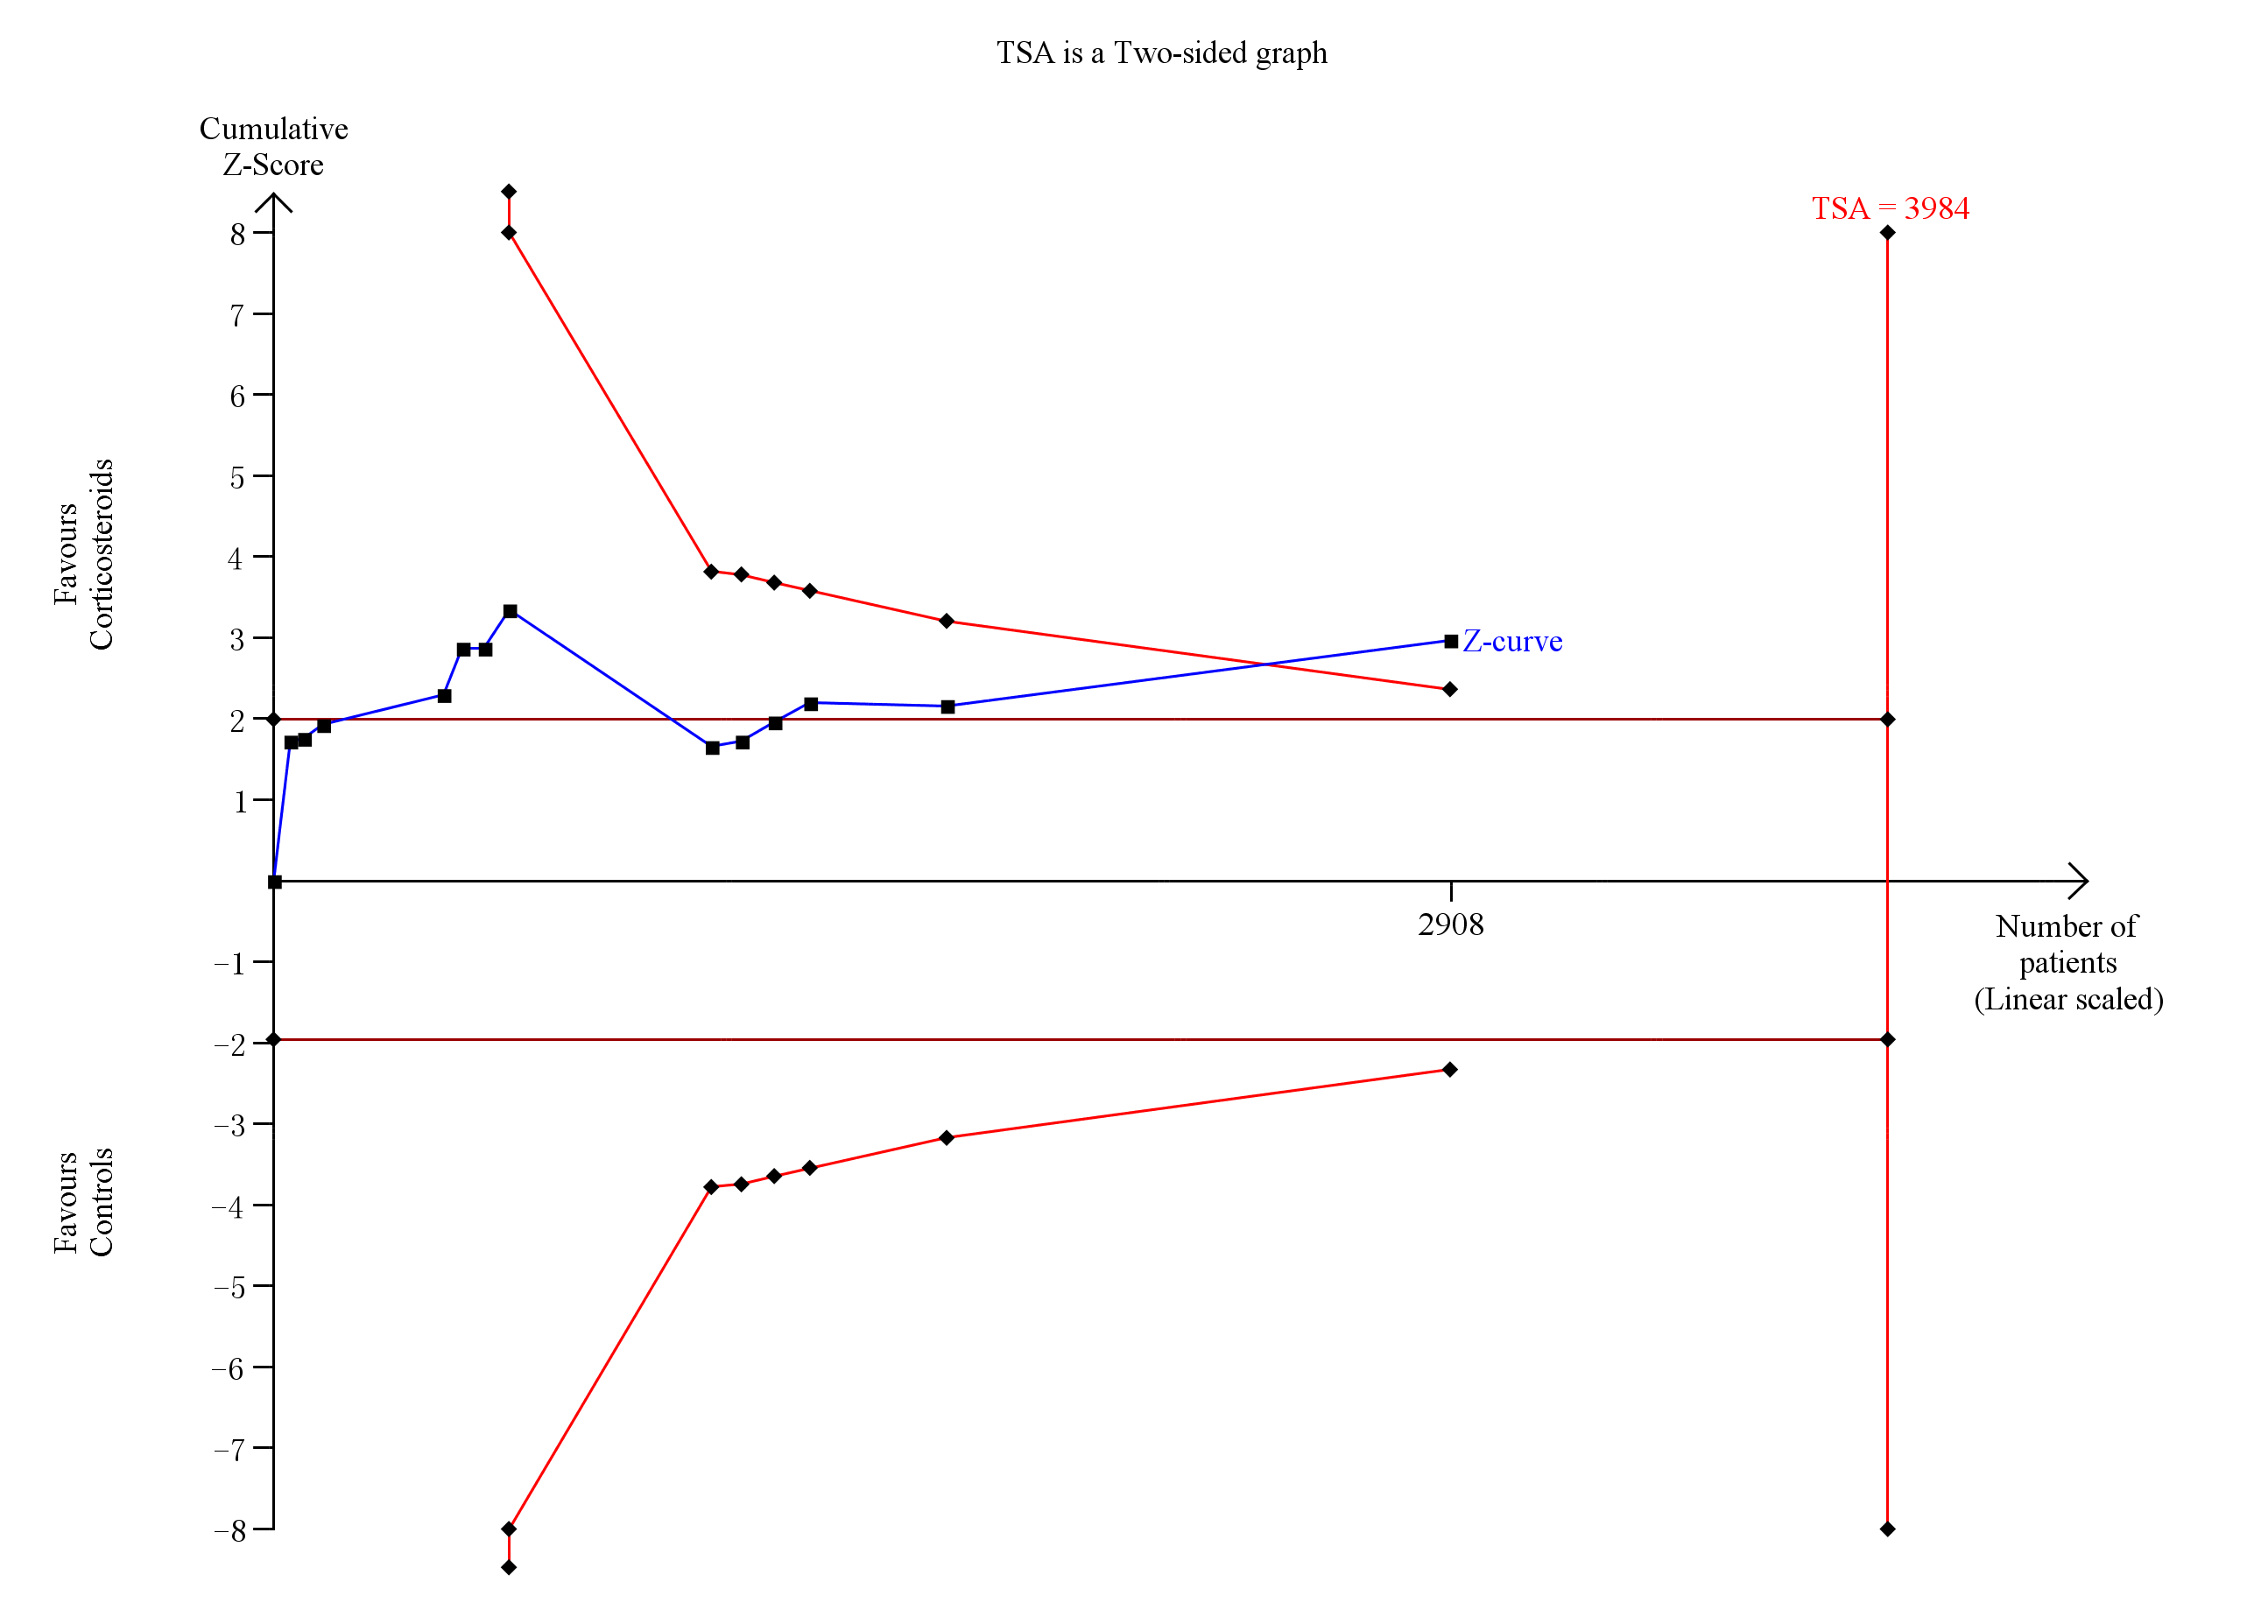 TSA is a Two-sided graph
Cumulative
Z-Score
TSA = 3984
8
7
6
5
4
3
2
1
−1
−2
−3
−4
−5
−6
−7
−8
Favours
Corticosteroids
Z-curve
2908
Number of
patients
(Linear scaled)
Favours
Controls